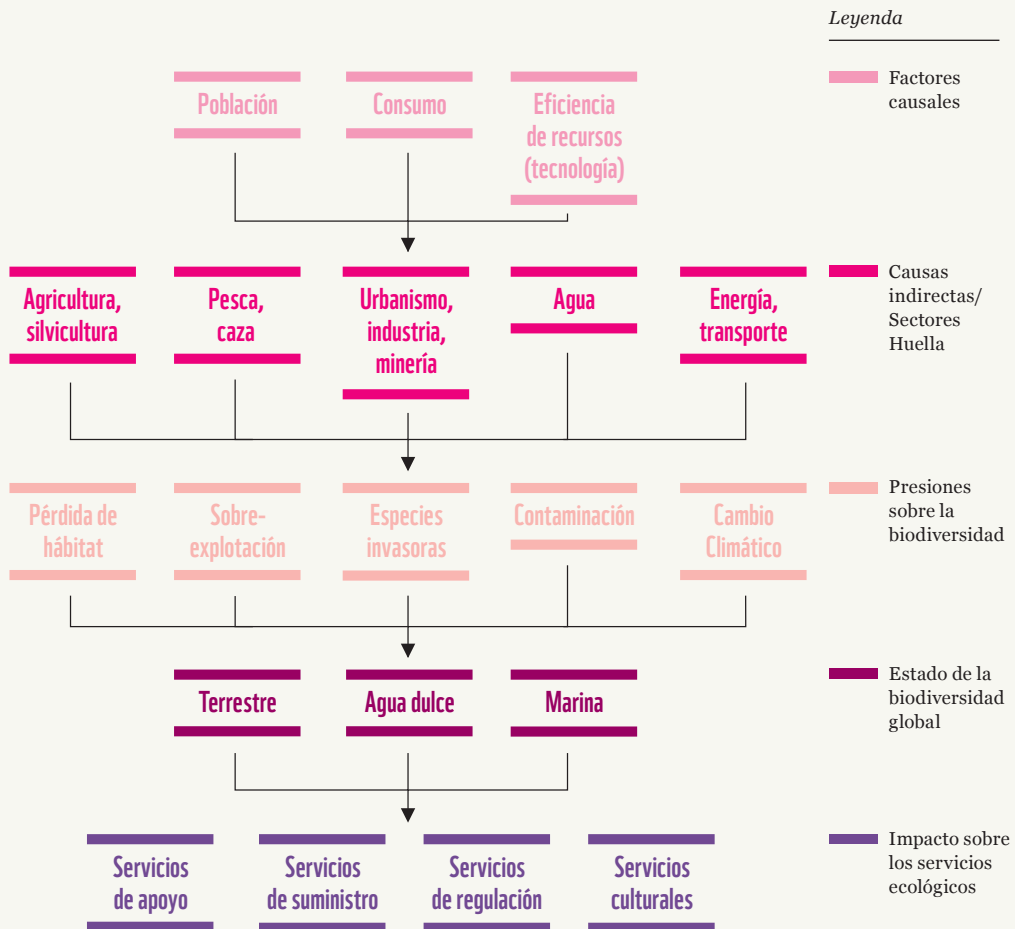 Leyenda
Población
Consumo
Eficiencia
de recursos
(tecnología)
Factores
causales
Agricultura,
silvicultura
Pesca,
caza
Urbanismo,
industria,
minería
Agua
Energía,
transporte
Causas
indirectas/
Sectores
Huella
Pérdida de
hábitat
Sobre-
explotación
Especies
invasoras
Contaminación
Cambio
Climático
Presiones
sobre la
biodiversidad
Terrestre
Agua dulce
Marina
Estado de la
biodiversidad
global
Servicios
de apoyo
Servicios
de suministro
Servicios
de regulación
Servicios
culturales
Impacto sobre
los servicios
ecológicos